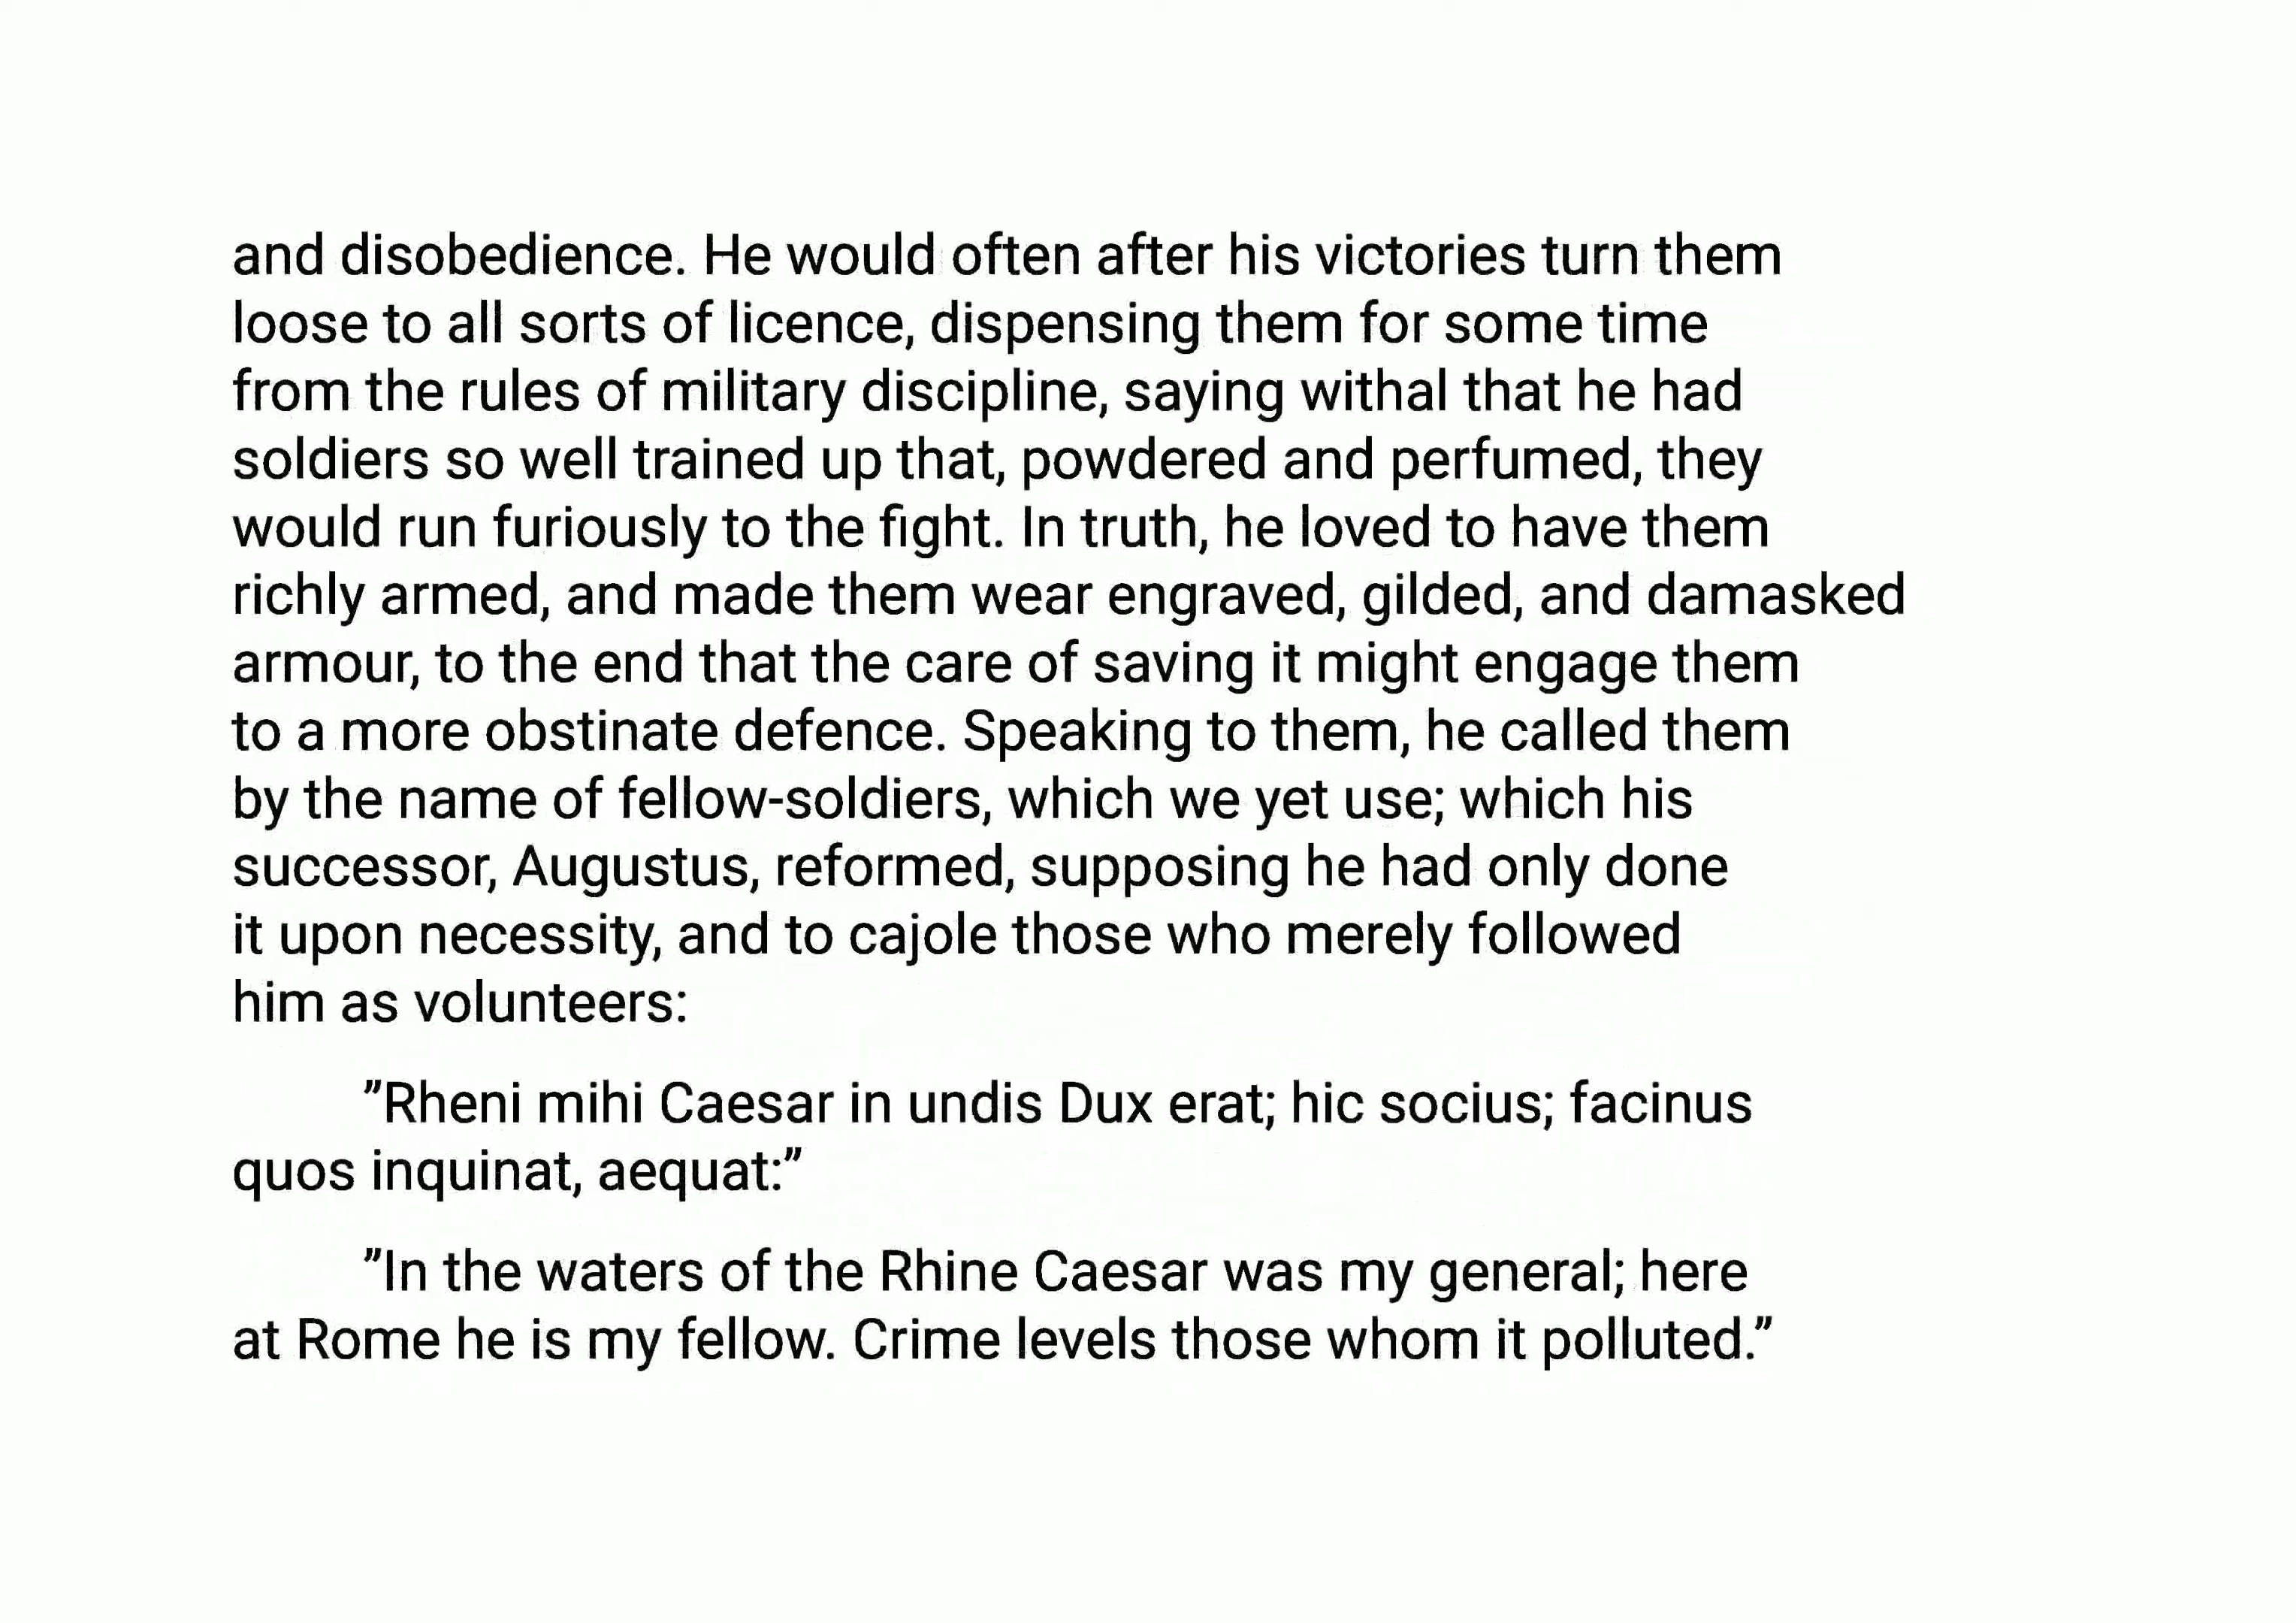 and disobedience. He would often after his victories turn them
loose to all sorts of licence, dispensing them for some time
from the rules of military discipline, saying withal that he had
soldiers so well trained up that, powdered and perfumed, they
would run furiously to the fight. In truth, he loved to have them
richly armed, and made them wear engraved, gilded, and damasked
armour, to the end that the care of saving it might engage them
to a more obstinate defence. Speaking to them, he called them
by the name of fellow-soldiers, which we yet use; which his
successor, Augustus, reformed, supposing he had only done
it upon necessity, and to cajole those who merely followed
him as volunteers:
”Rheni mihi Caesar in undis Dux erat; hic socius; facinus
quos inquinat, aequat:”
”In the waters of the Rhine Caesar was my general; here
at Rome he is my fellow. Crime levels those whom it polluted.”